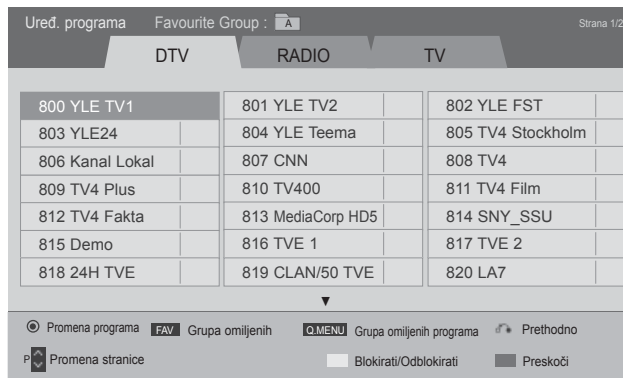 Uređ. programa Favourite Group : A Strana 1/2
DTV RADIO TV
800 YLE TV1 801 YLE TV2 802 YLE FST
803 YLE24 804 YLE Teema 805 TV4 Stockholm
806 Kanal Lokal 807 CNN 808 TV4
809 TV4 Plus 810 TV400 811 TV4 Film
812 TV4 Fakta 813 MediaCorp HD5 814 SNY_SSU
815 Demo 816 TVE 1 817 TVE 2
818 24H TVE 819 CLAN/50 TVE 820 LA7
Promena programa FAV Grupa omiljenih Q.MENU Grupa omiljenih programa Prethodno
P Promena stranice Blokirati/Odblokirati Preskoči